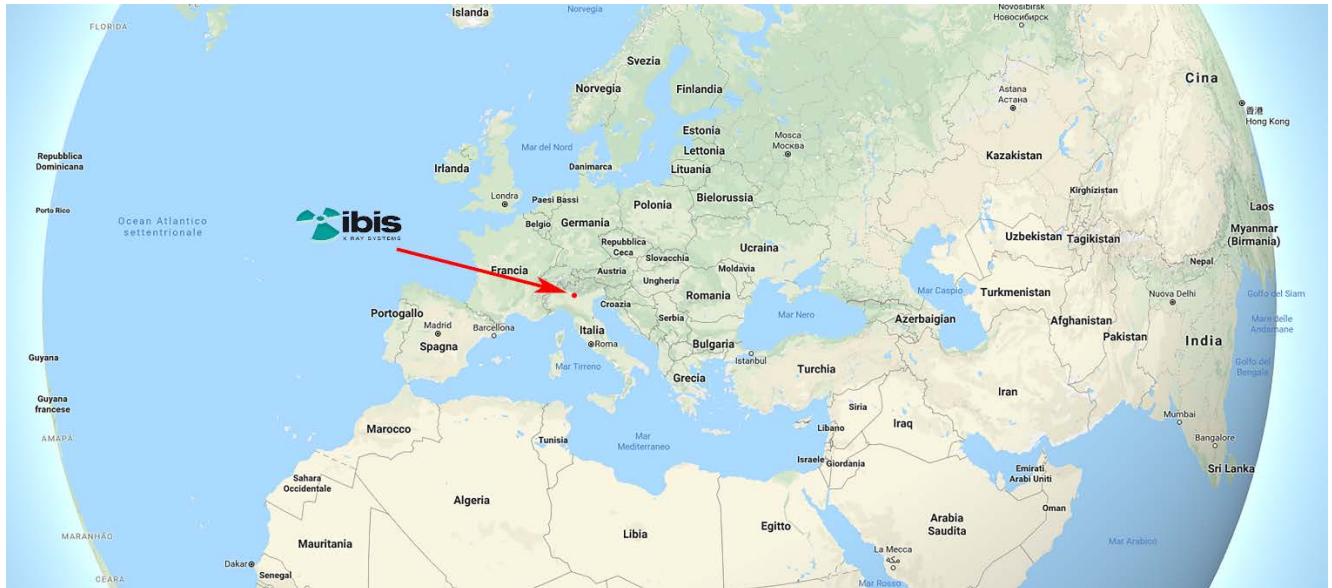 Islanda
Norvegia
Novosibirsk
Новосибирск
FLORIDA
Svezia
Cina
Norvegia
Finlandia
Astana
Астана
香港
Hong Kong
Estonia
Mosca
Москва
Mar del Nord
Lettonia
Kazakistan
Repubblica
Dominicana
Irlanda
Danimarca
Lituania
Kirghizistan
Londra
Paesi Bassi
Polonia
Bielorussia
Porto Rico
Laos
Ocean Atlantico
settentrionale
ibis
X RAY SYSTEMS
Belgio
Germania
Myanmar
(Birmania)
Uzbekistan
Tagikistan
Repubblica
Ceca
Slovacchia
Ucraina
Nepal
Francia
Austria
Moldavia
Ungheria
Mar Caspio
Turkmenistan
Nuova Delhi
Golfo del Siam
Romania
Croazia
Portogallo
Mar Nero
Azerbaigian
Afghanistan
Mare delle
Andamane
Madrid
Barcellona
Serbia
Italia
Pakistan
India
Spagna
Roma
Bulgaria
Guyana
Istanbul
Golfo del
Bengale
Mar Tirreno
Turchia
Grecia
Iran
Guyana
francese
Siria
Mumbai
Marocco
Libano
Iraq
AMAPÁ
Tunisia
Mar
Mediterraneo
Bangalore
Israele
Giordania
Emirati
Arabi Uniti
Sri Lanka
Sahara
Occidentale
Algeria
Oman
Libia
Egitto
Arabia
Saudita
MARANHÃO
Mauritania
Mar Arabico
La Mecca
مكة
Dakar
Senegal
CEARÁ
Mar Rosso